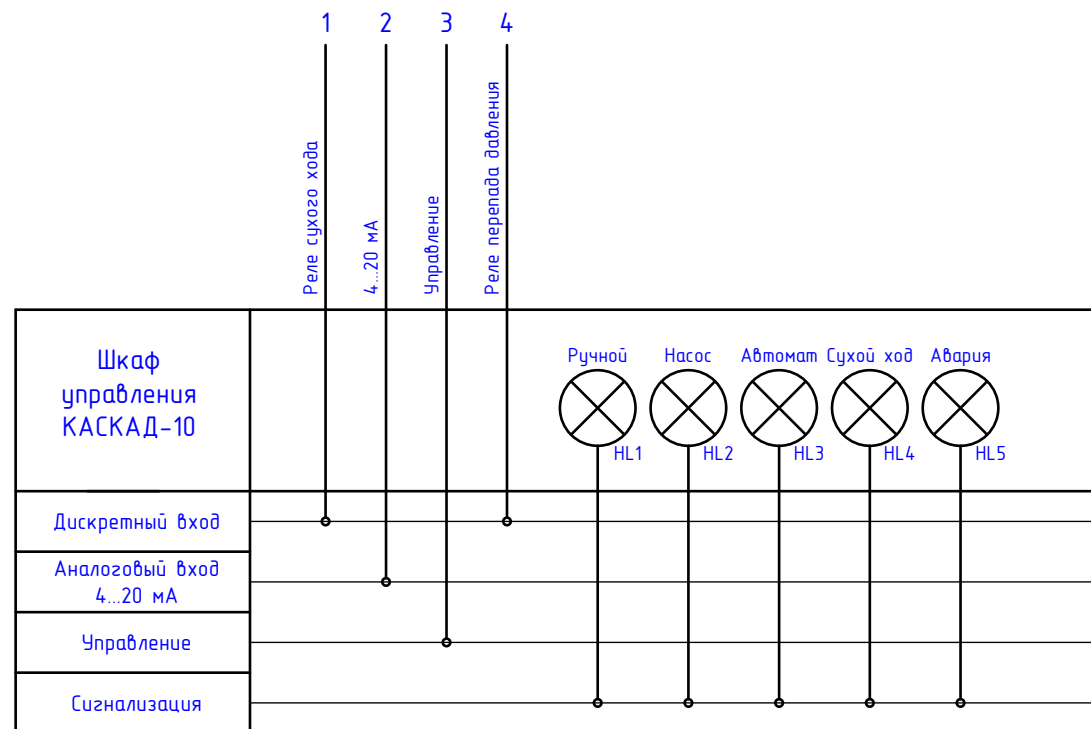 1
2
3
4
Реле сухого хода
4...20 мА
Управление
Реле перепада давления
Шкаф
управления
КАСКАД-10
Ручной
Насос
Автомат
Сухой ход
Авария
HL1
HL2
HL3
HL4
HL5
Дискретный вход
Аналоговый вход
4...20 мА
Управление
Сигнализация